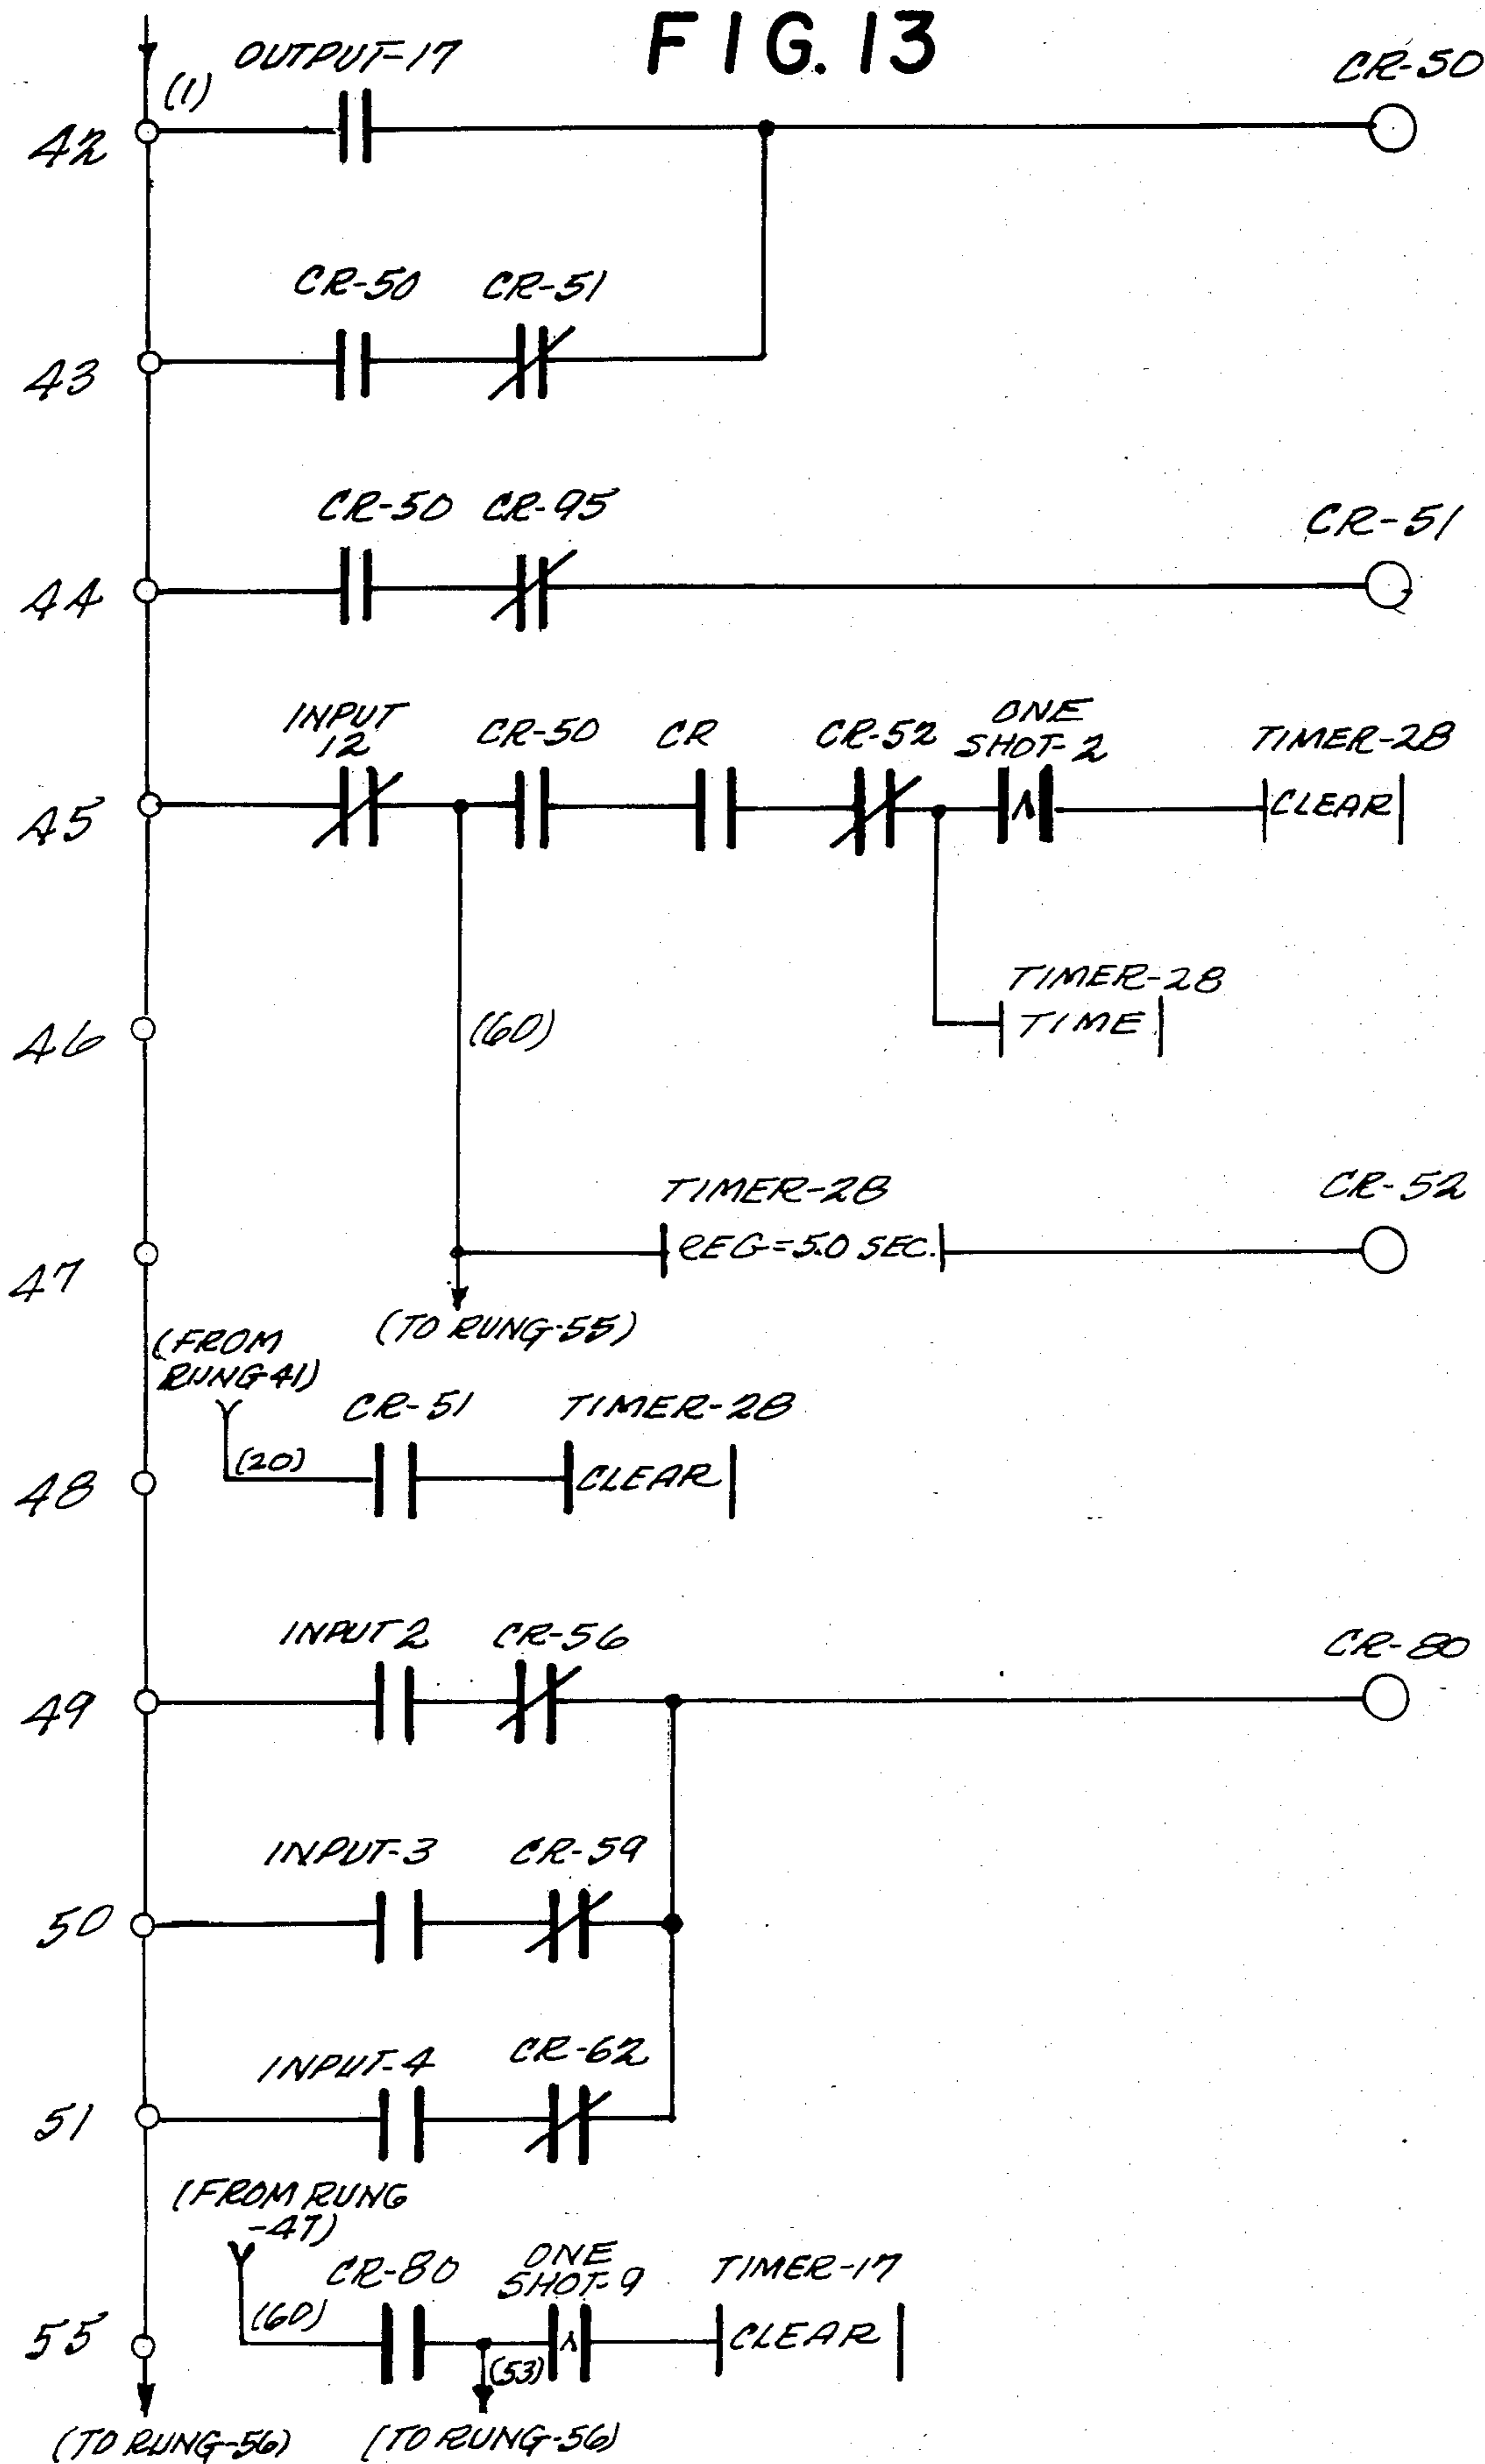 FIG. 13
OUTPUT-17
CR-50
(1)
42
CR-50 CR-51
43
CR-50 CR-95
CR-51
44
INPUT
12
CR-50 CR CR-52
ONE
SHOT-2
TIMER-28
45
CLEAR
TIMER-28
46
(60)
TIME
TIMER-28
CR-52
47
REG=5.0 SEC.
(TO RUNG-55)
(FROM
RUNG-41)
CR-51 TIMER-28
(20)
48
CLEAR
INPUT 2 CR-56
CR-80
49
INPUT-3 CR-59
50
INPUT-4 CR-62
51
(FROM RUNG
-47)
CR-80
ONE
SHOT-9
TIMER-17
(60)
55
CLEAR
(53)
(TO RUNG-56) (TO RUNG-56)